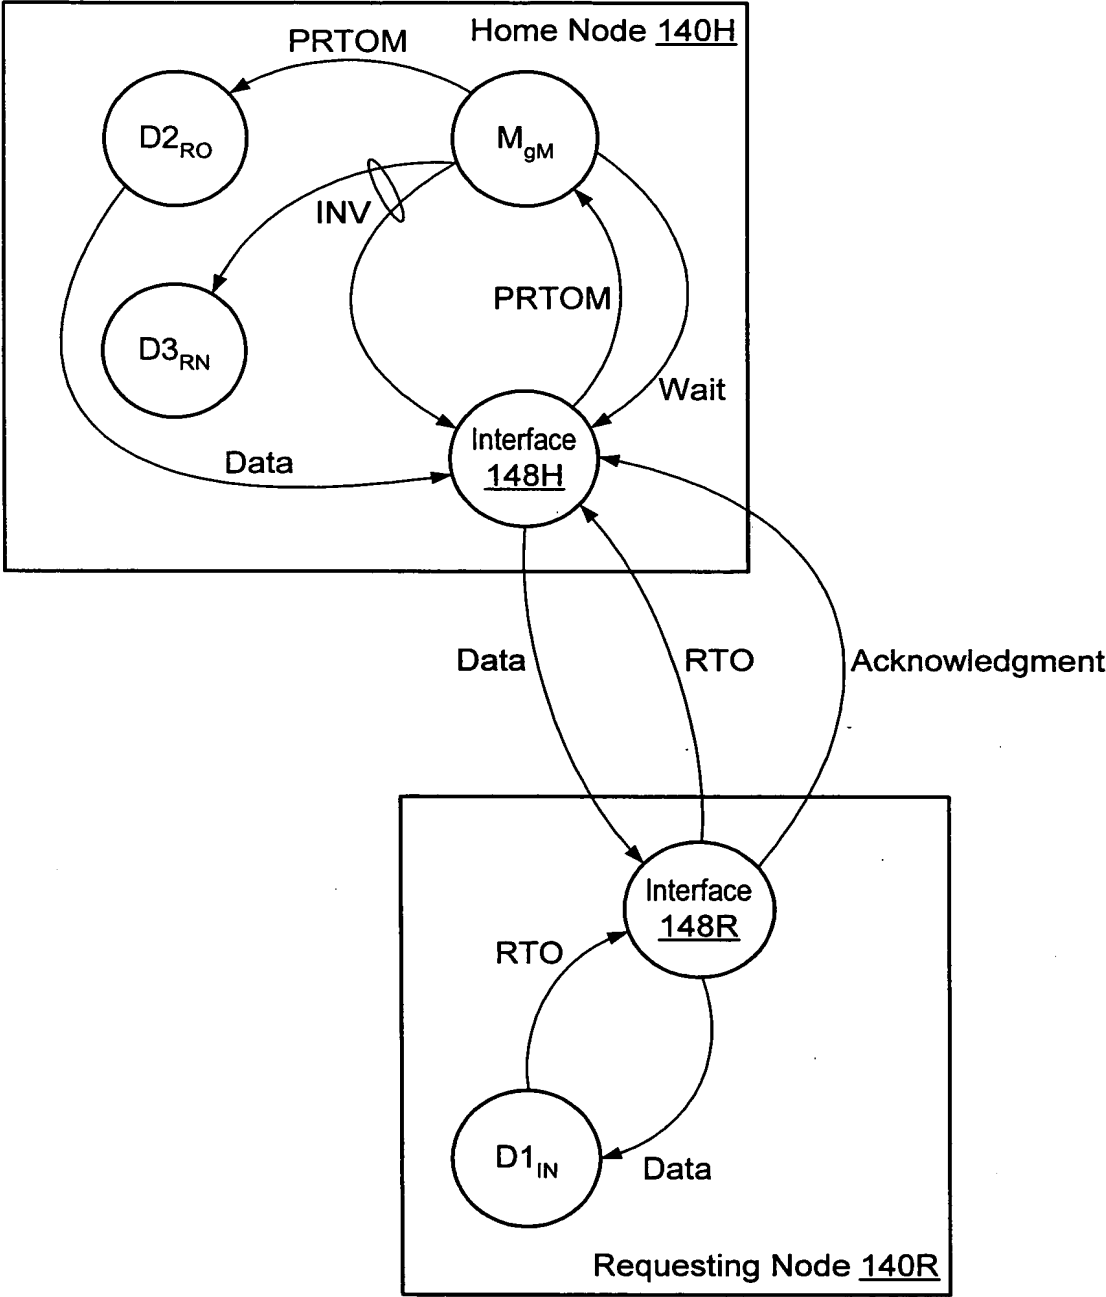 Home Node 140H
PRTOM
D2RO
MgM
INV
PRTOM
D3RN
Wait
Interface
148H
Data
Data
RTO
Acknowledgment
Interface
148R
RTO
D1IN
Data
Requesting Node 140R